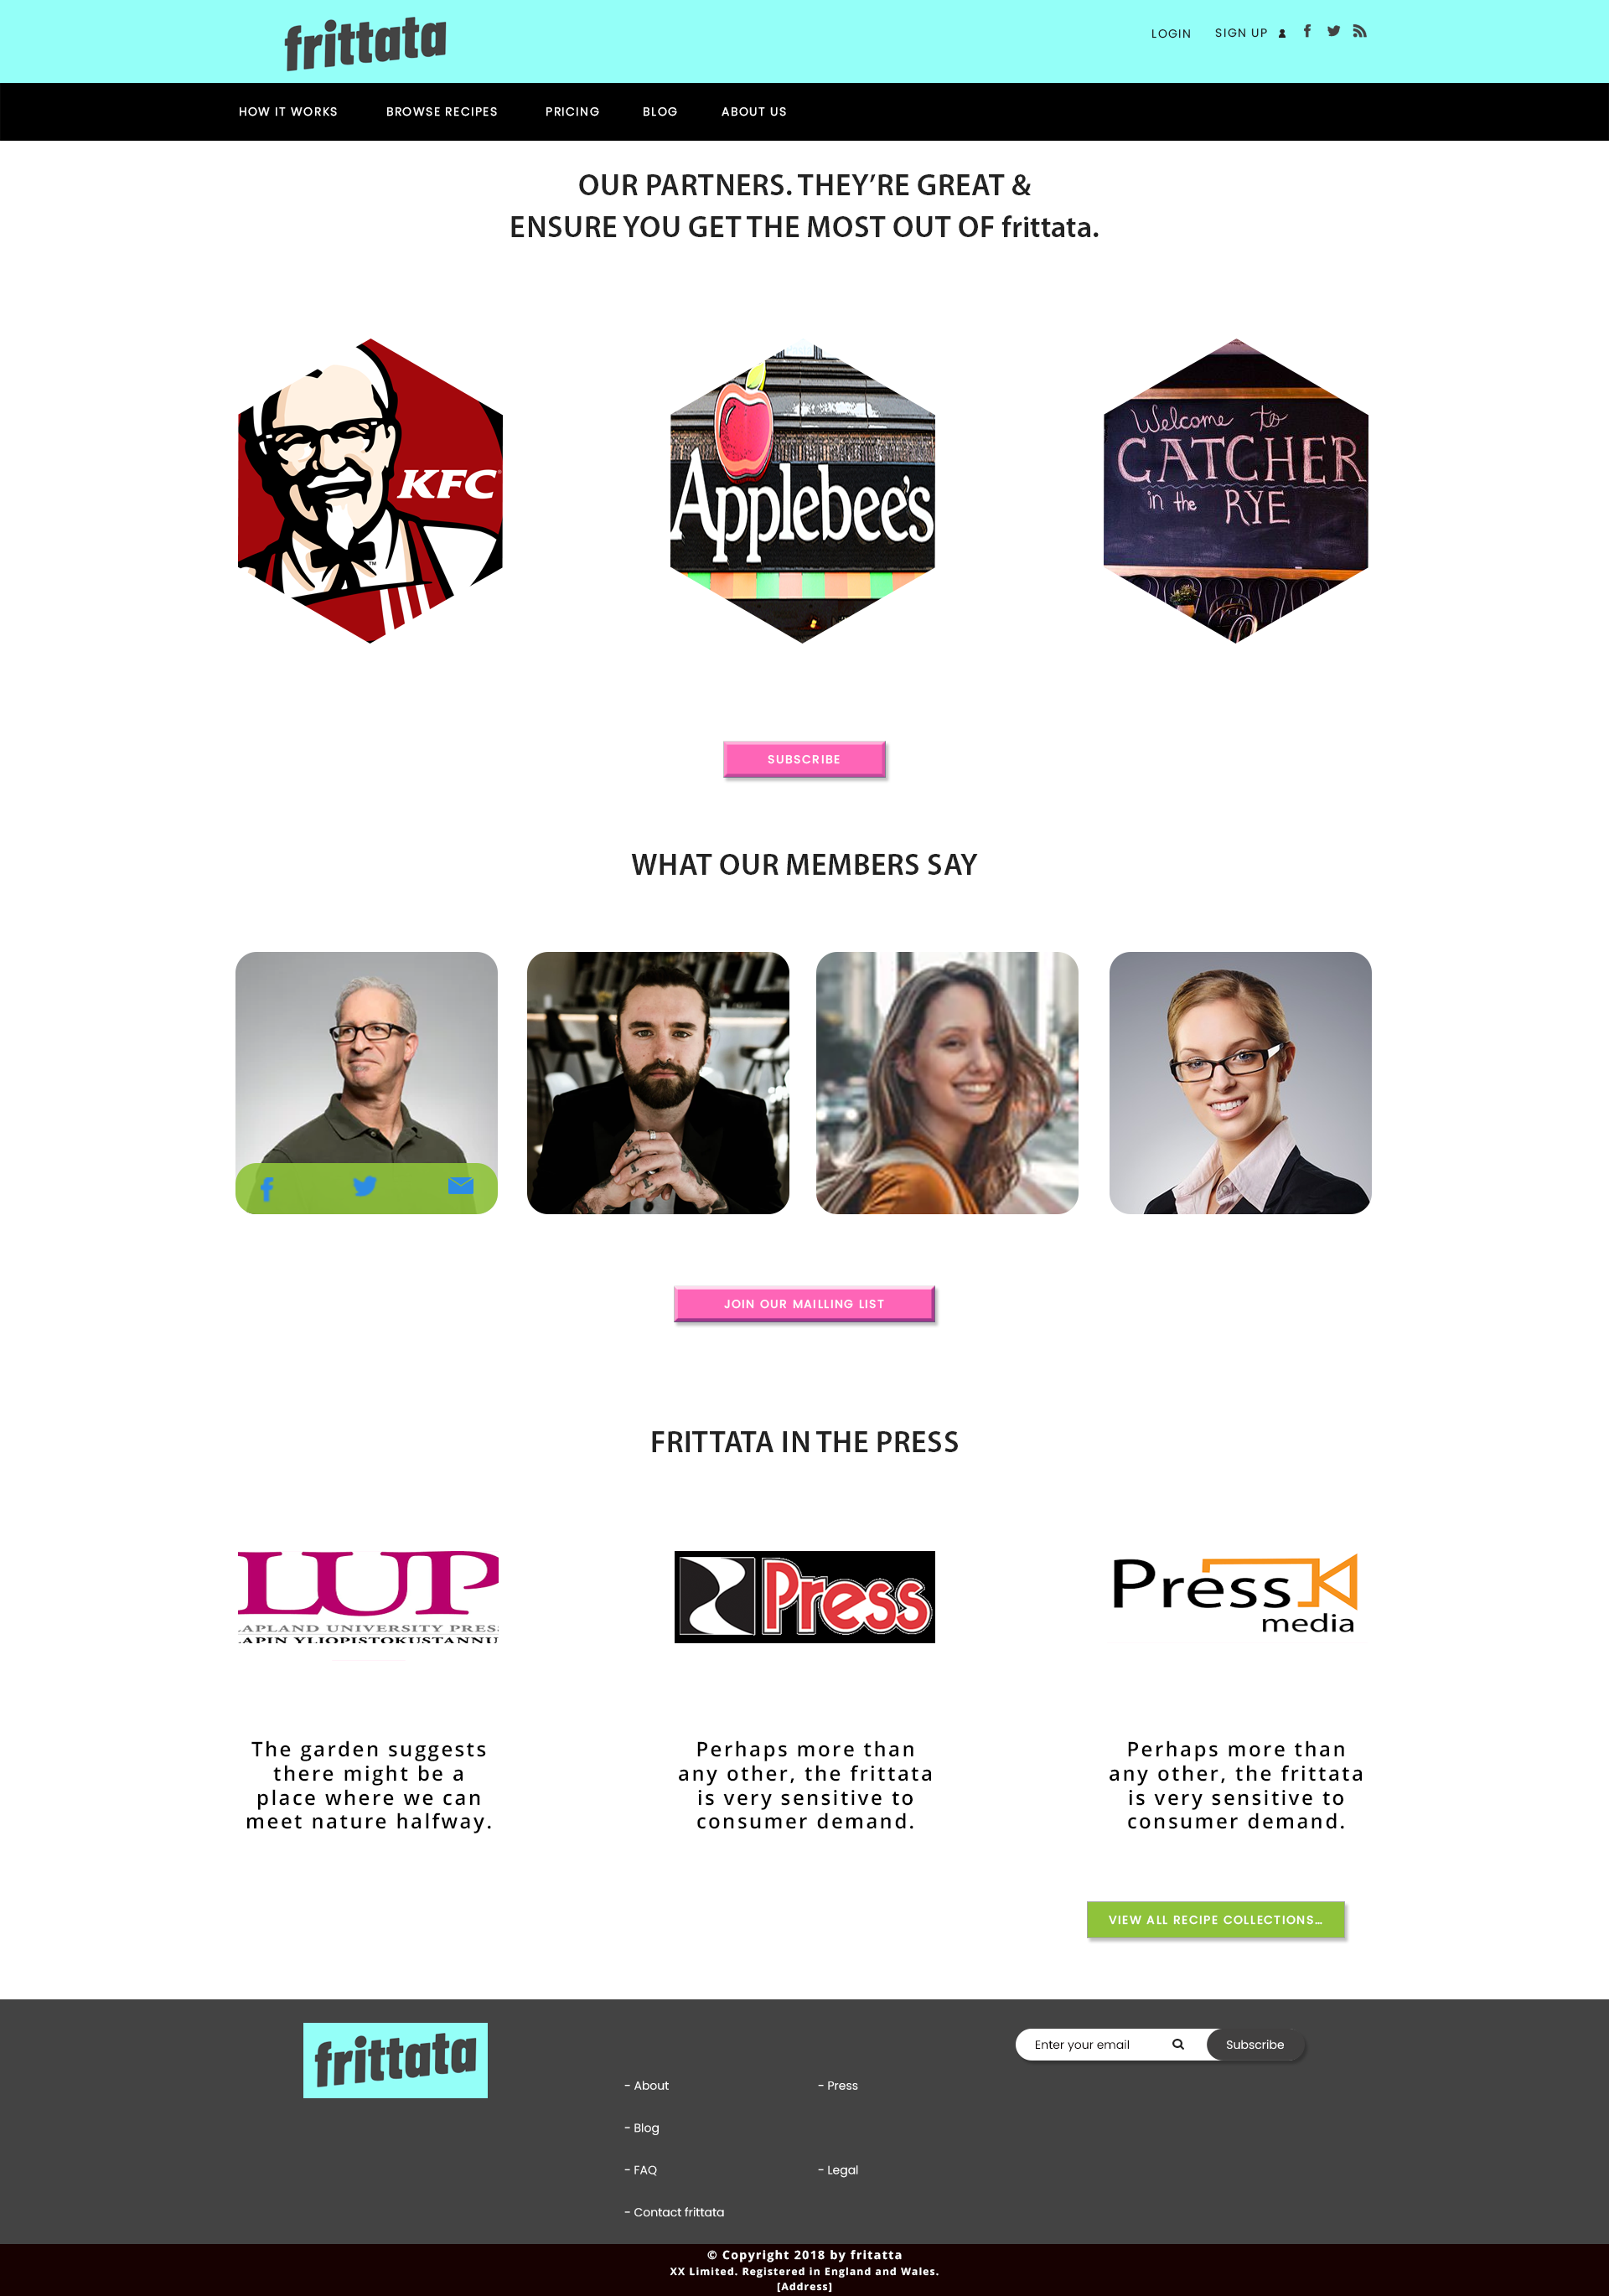 frittata
LOGIN SIGN UP
HOW IT WORKS BROWSE RECIPES PRICING BLOG ABOUT US
OUR PARTNERS. THEY’RE GREAT &
ENSURE YOU GET THE MOST OUT OF frittata.
KFC®
™
Applebee's
Welcome to
CATCHER
in the RYE
SUBSCRIBE
WHAT OUR MEMBERS SAY
JOIN OUR MAILLING LIST
FRITTATA IN THE PRESS
LUP
APLAND UNIVERSITY PRES
APIN YLIOPISTOKUSTANNU
Press
Press
media
The garden suggests
there might be a
place where we can
meet nature halfway.
Perhaps more than
any other, the frittata
is very sensitive to
consumer demand.
Perhaps more than
any other, the frittata
is very sensitive to
consumer demand.
VIEW ALL RECIPE COLLECTIONS...
frittata
Enter your email Subscribe
- About
- Press
- Blog
- FAQ
- Legal
- Contact frittata
© Copyright 2018 by fritatta
XX Limited. Registered in England and Wales.
[Address]